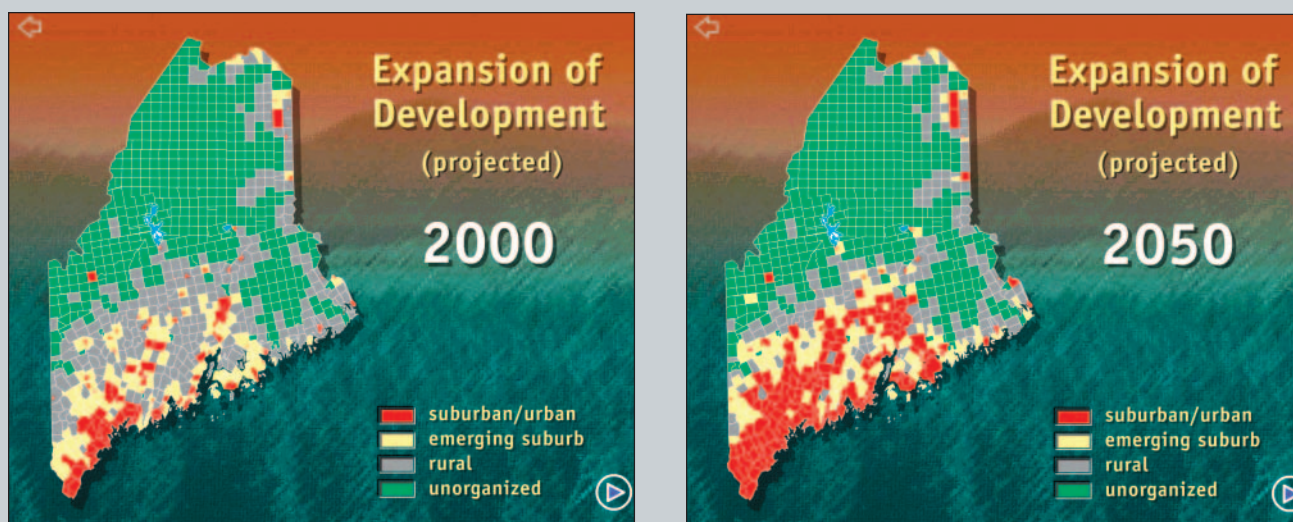 Expansion of
Development
(projected)
2000
suburban/urban
emerging suburb
rural
unorganized
Expansion of
Development
(projected)
2050
suburban/urban
emerging suburb
rural
unorganized